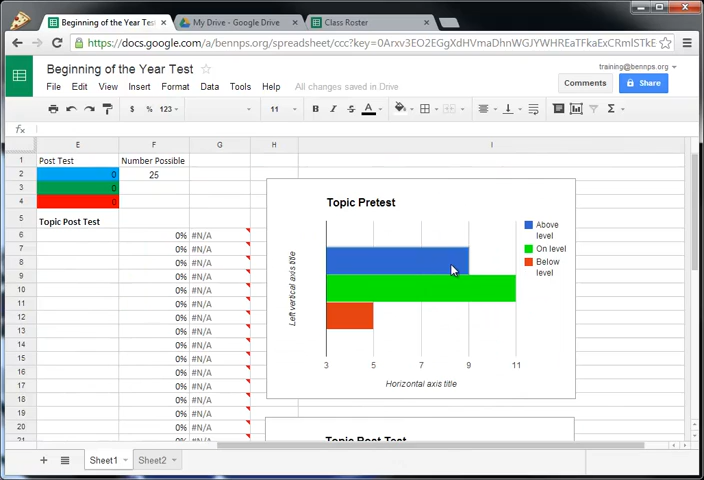 Beginning of the Year Test
My Drive - Google Drive
Class Roster
https://docs.google.com/a/bennps.org/spreadsheet/ccc?key=0Arxv3EO2EGgXdHVmaDhnWGJYWHREaTFkaExCRmlSTkE
Beginning of the Year Test
training@bennps.org
File Edit View Insert Format Data Tools Help All changes saved in Drive
Comments
Share
$ % 123 11 B I S A Σ
fx
E F G H I
1 Post Test Number Possible
2 0 25
3 0
4 0
5 Topic Post Test
6 0% #N/A
7 0% #N/A
8 0% #N/A
9 0% #N/A
10 0% #N/A
11 0% #N/A
12 0% #N/A
13 0% #N/A
14 0% #N/A
15 0% #N/A
16 0% #N/A
17 0% #N/A
18 0% #N/A
19 0% #N/A
20 0% #N/A
21 0% #N/A
Topic Pretest
Left vertical axis title
Above
level
On level
Below
level
3 5 7 9 11
Horizontal axis title
Topic Post Test
Sheet1
Sheet2